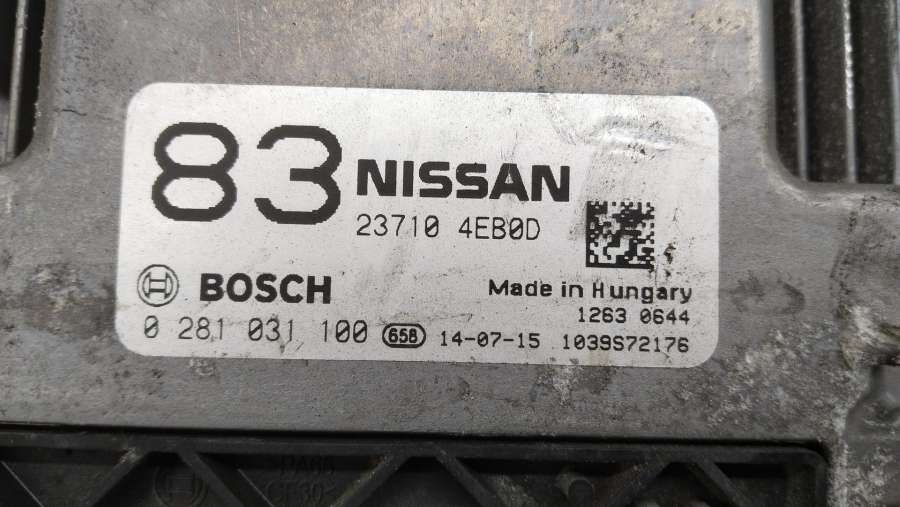 83 NISSAN
23710 4EB0D
BOSCH
Made in Hungary
1263 0644
0 281 031 100 658 14-07-15 1039S72176